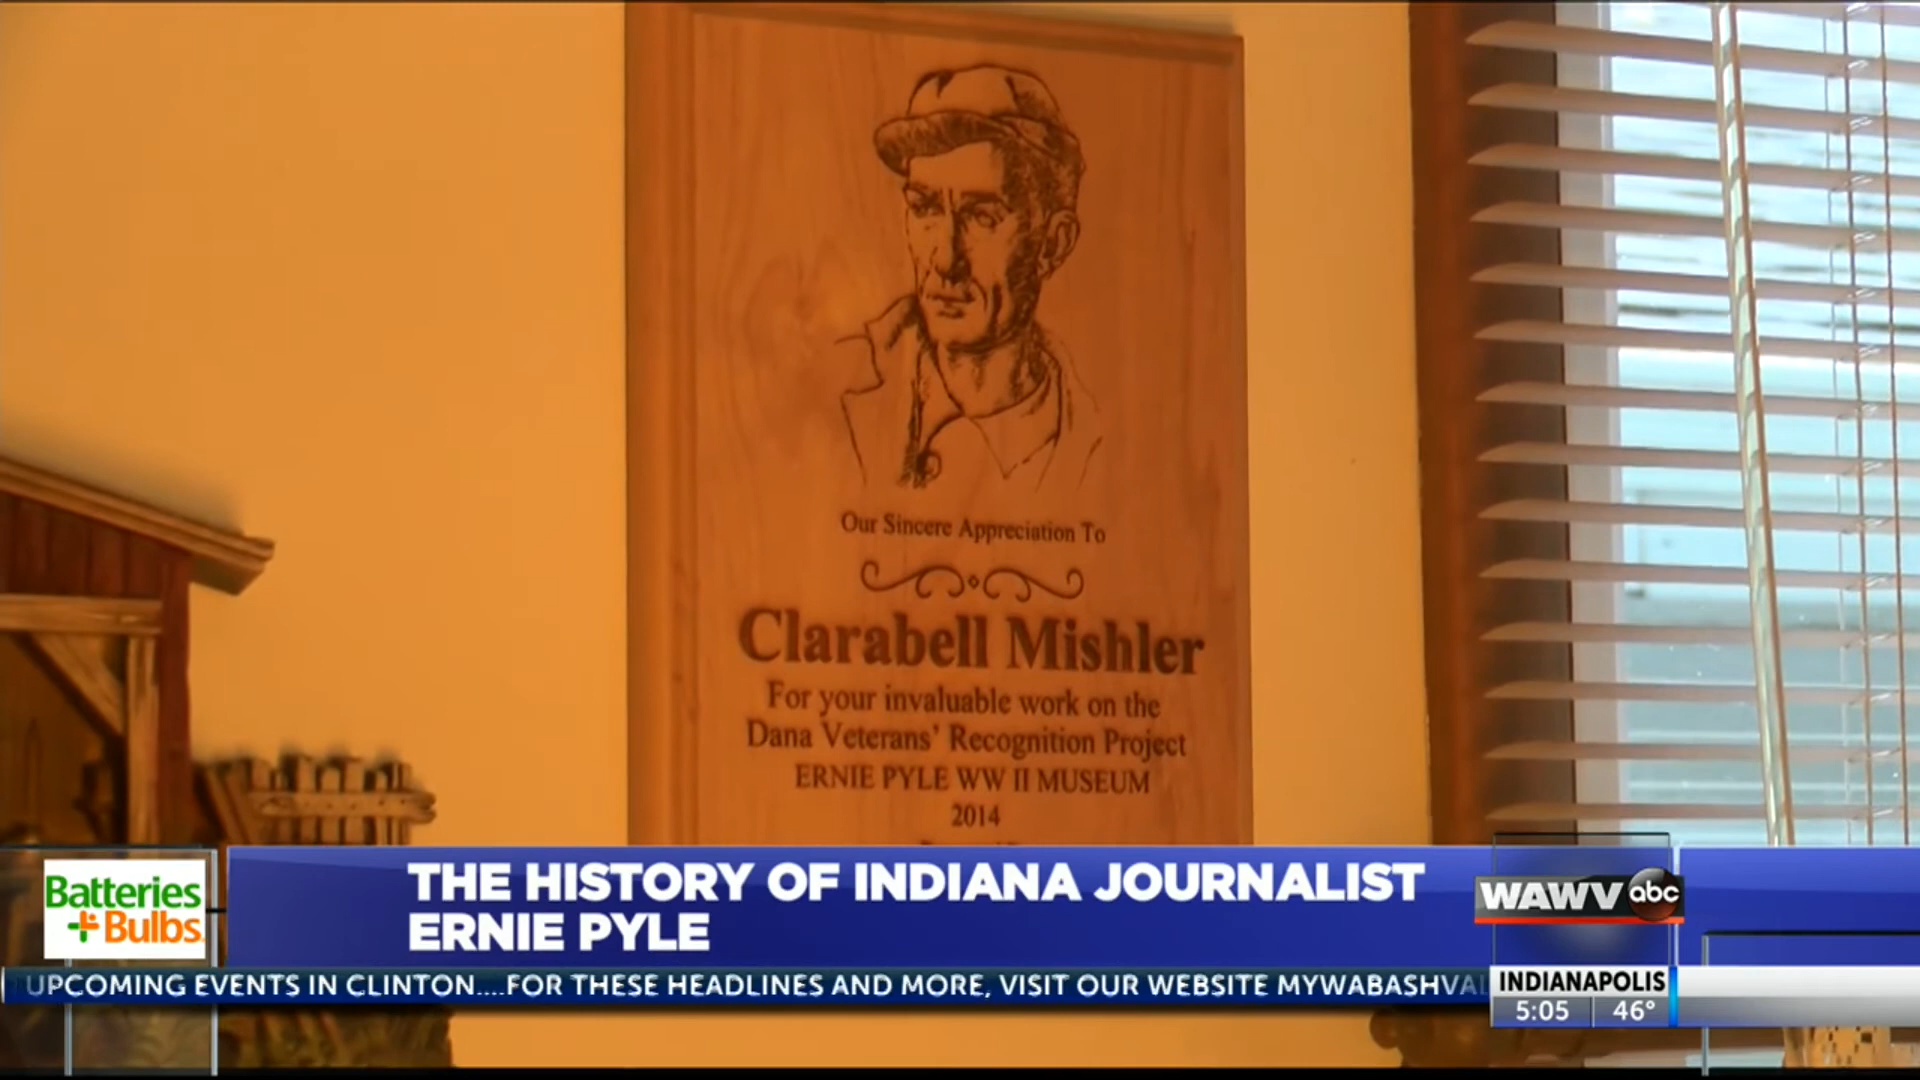 Our Sincere Appreciation To
Clarabell Mishler
For your invaluable work on the
Dana Veterans' Recognition Project
ERNIE PYLE WW II MUSEUM
2014
Batteries
+Bulbs
THE HISTORY OF INDIANA JOURNALIST
ERNIE PYLE
WAWV abc
UPCOMING EVENTS IN CLINTON....FOR THESE HEADLINES AND MORE, VISIT OUR WEBSITE MYWABASHVAL
INDIANAPOLIS
5:05 46°